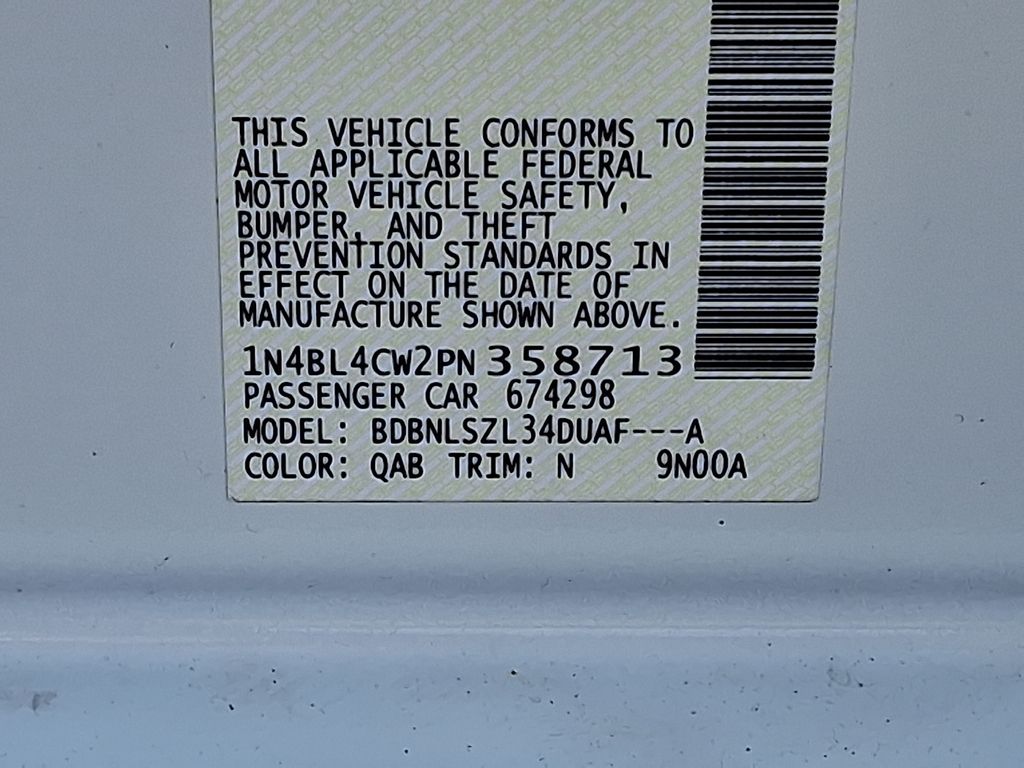 THIS VEHICLE CONFORMS TO
ALL APPLICABLE FEDERAL
MOTOR VEHICLE SAFETY,
BUMPER, AND THEFT
PREVENTION STANDARDS IN
EFFECT ON THE DATE OF
MANUFACTURE SHOWN ABOVE.
1N4BL4CW2PN358713
PASSENGER CAR 674298
MODEL: BDBNLSZL34DUAF---A
COLOR: QAB TRIM: N 9N00A